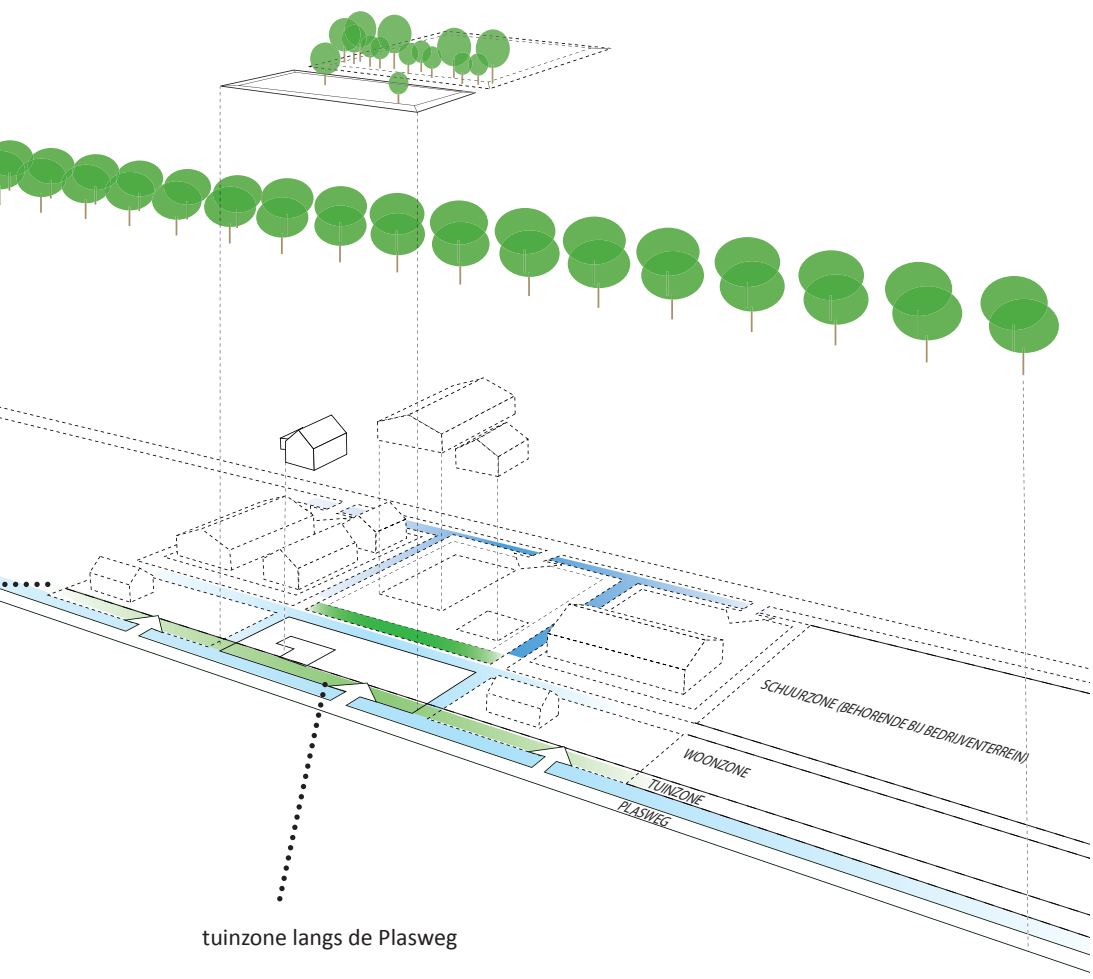 SCHUURZONE (BEHORENDE BIJ BEDRIJVENTERREIN)
WOONZONE
TUINZONE
PLASWEG
tuinzone langs de Plasweg